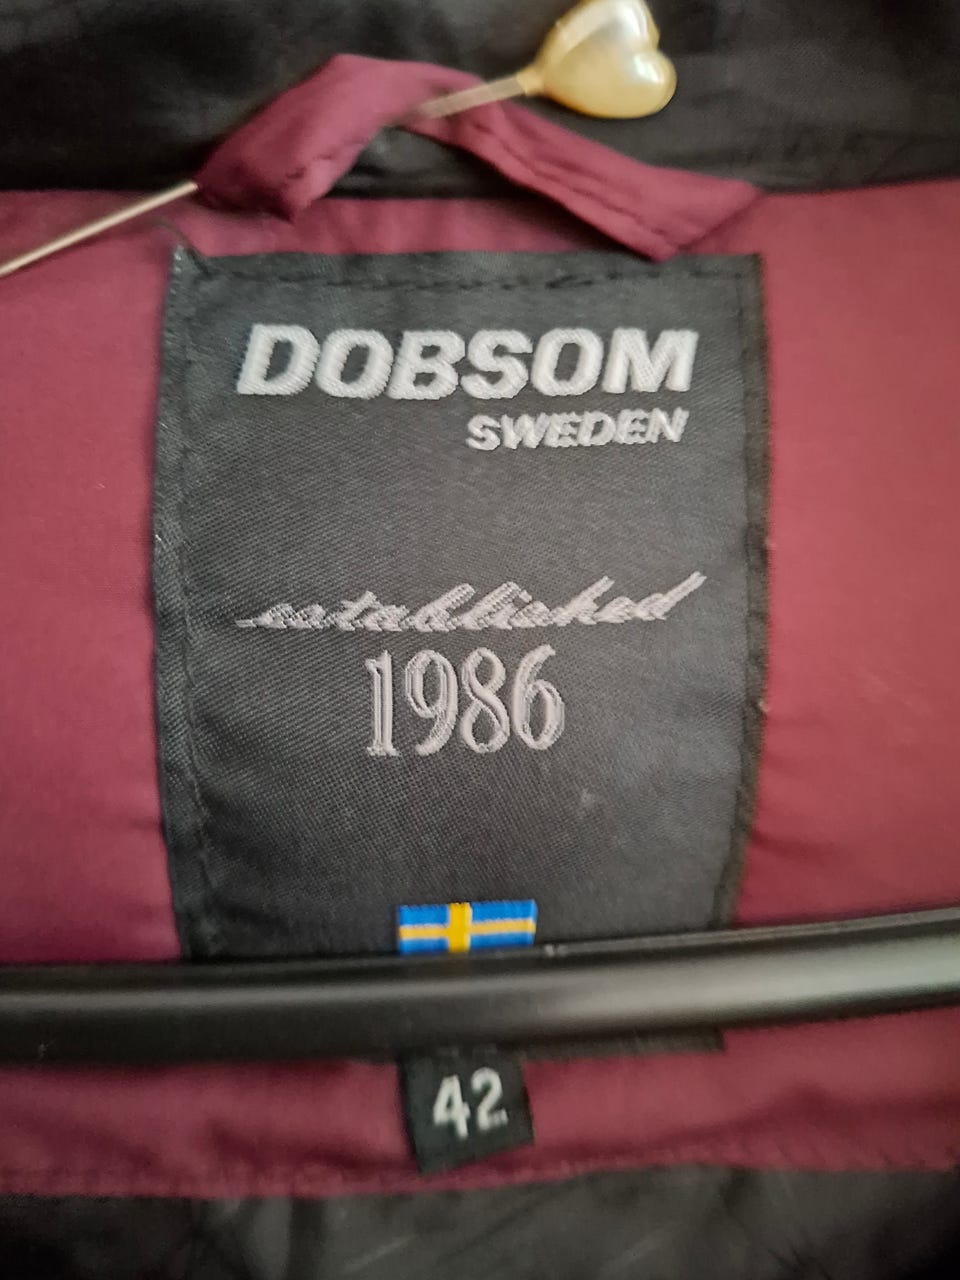 DOBSOM
SWEDEN
established
1986
42